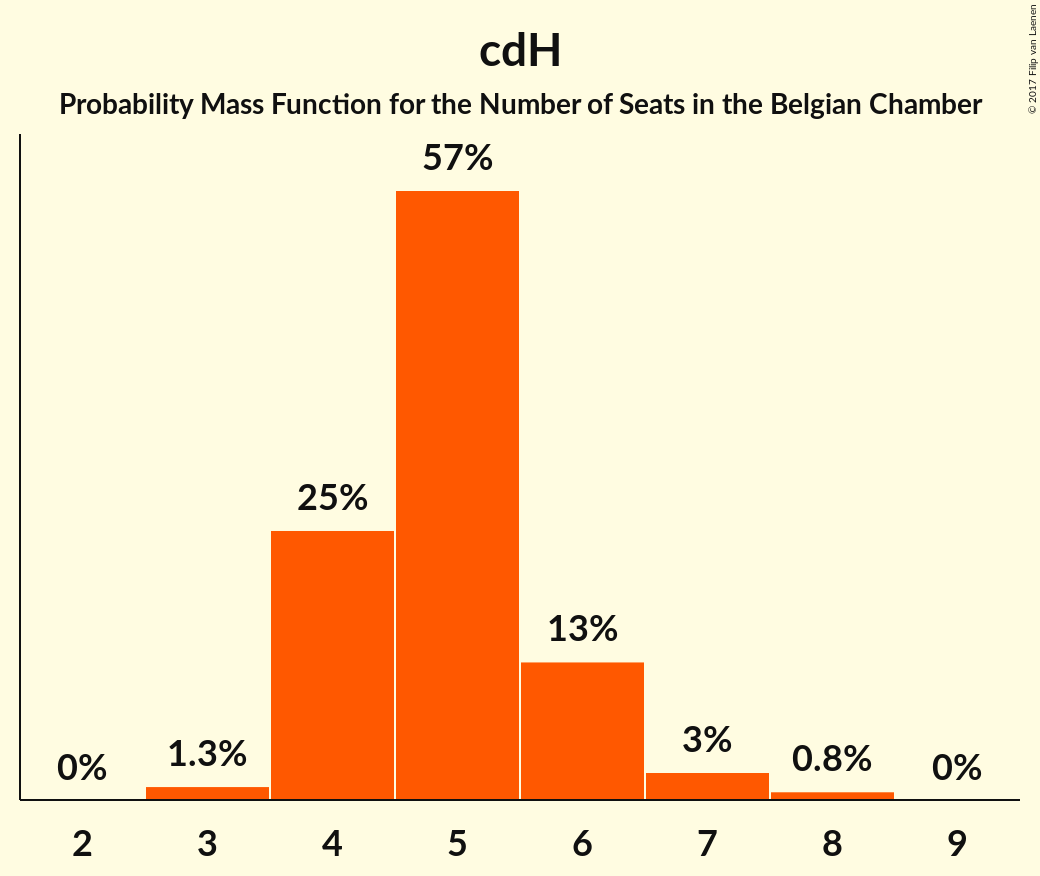 cdH
Probability Mass Function for the Number of Seats in the Belgian Chamber
© 2017 Filip van Laenen
57%
25%
13%
3%
1.3%
0.8%
0%
0%
2 3 4 5 6 7 8 9